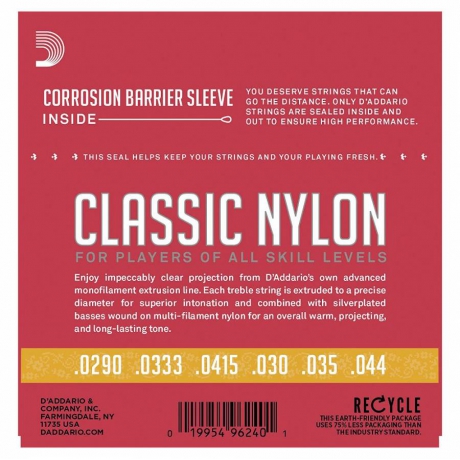 CORROSION BARRIER SLEEVE
INSIDE
YOU DESERVE STRINGS THAT CAN
GO THE DISTANCE. ONLY D'ADDARIO
STRINGS ARE SEALED INSIDE AND
OUT TO ENSURE HIGH PERFORMANCE.
THIS SEAL HELPS KEEP YOUR STRINGS AND YOUR PLAYING FRESH.
CLASSIC NYLON
FOR PLAYERS OF ALL SKILL LEVELS
Enjoy impeccably clear projection from D'Addario's own advanced
monofilament extrusion line. Each treble string is extruded to a precise
diameter for superior intonation and combined with silverplated
basses wound on multi-filament nylon for an overall warm, projecting,
and long-lasting tone.
.0290 .0333 .0415 .030 .035 .044
D'ADDARIO &
COMPANY, INC.
FARMINGDALE, NY
11735 USA
DADDARIO.COM
0 19954 96240 1
RECYCLE
THIS EARTH-FRIENDLY PACKAGE
USES 75% LESS PACKAGING THAN
THE INDUSTRY STANDARD.